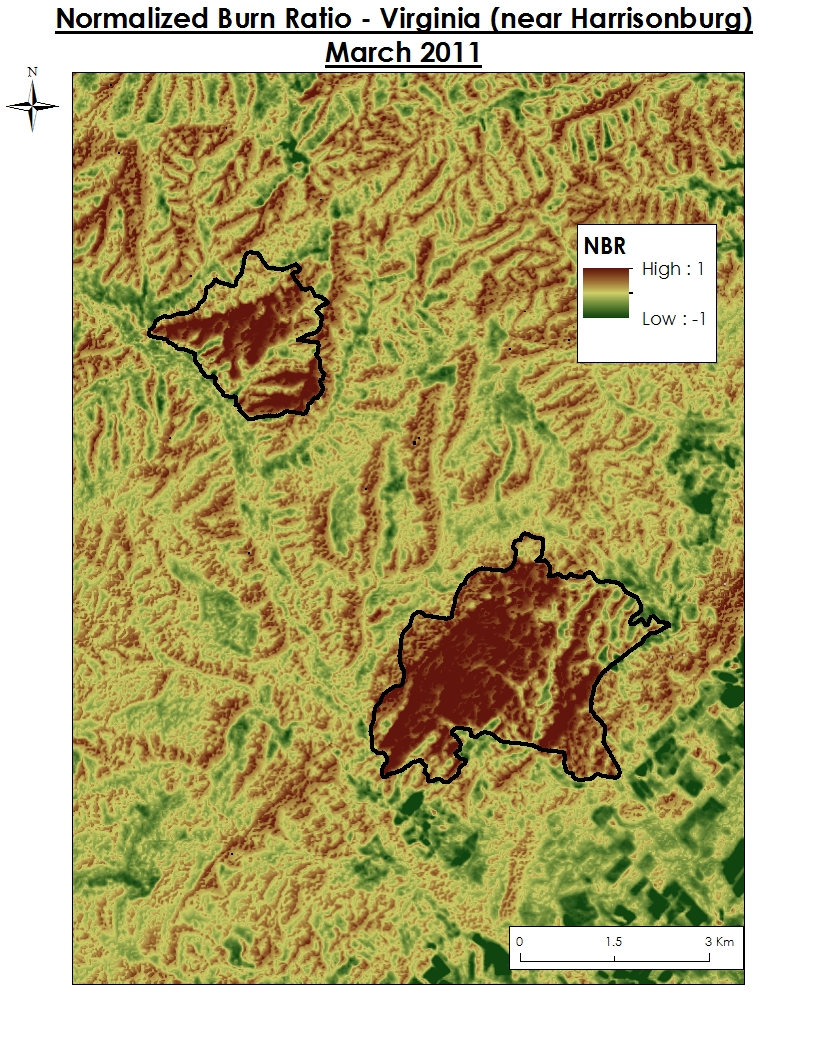 Normalized Burn Ratio - Virginia (near Harrisonburg)
March 2011
N
NBR
High : 1
Low : -1
0 1.5 3 Km